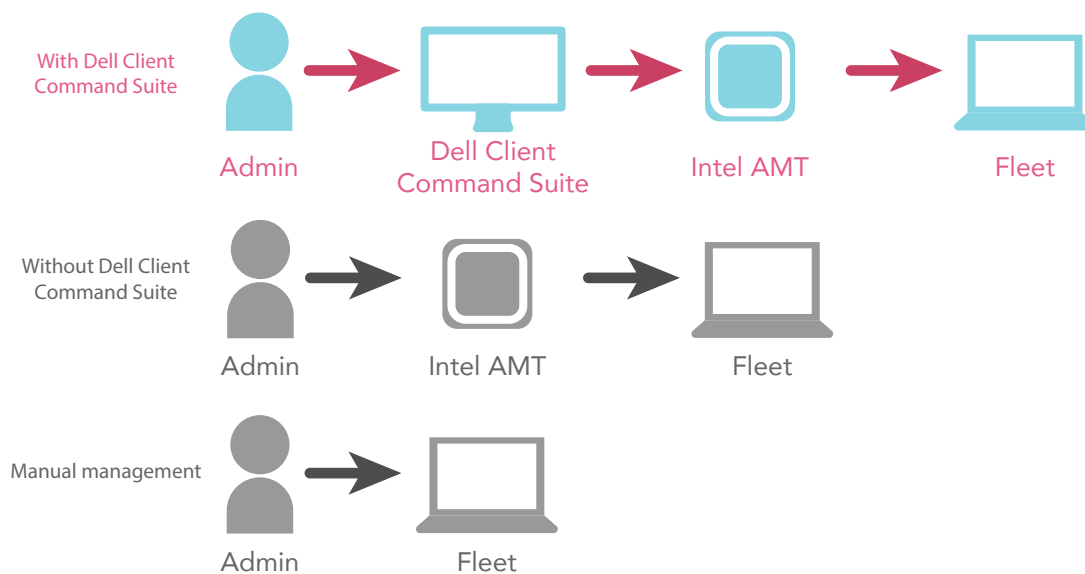 With Dell Client
Command Suite
Admin
Dell Client
Command Suite
Intel AMT
Fleet
Without Dell Client
Command Suite
Admin
Intel AMT
Fleet
Manual management
Admin
Fleet